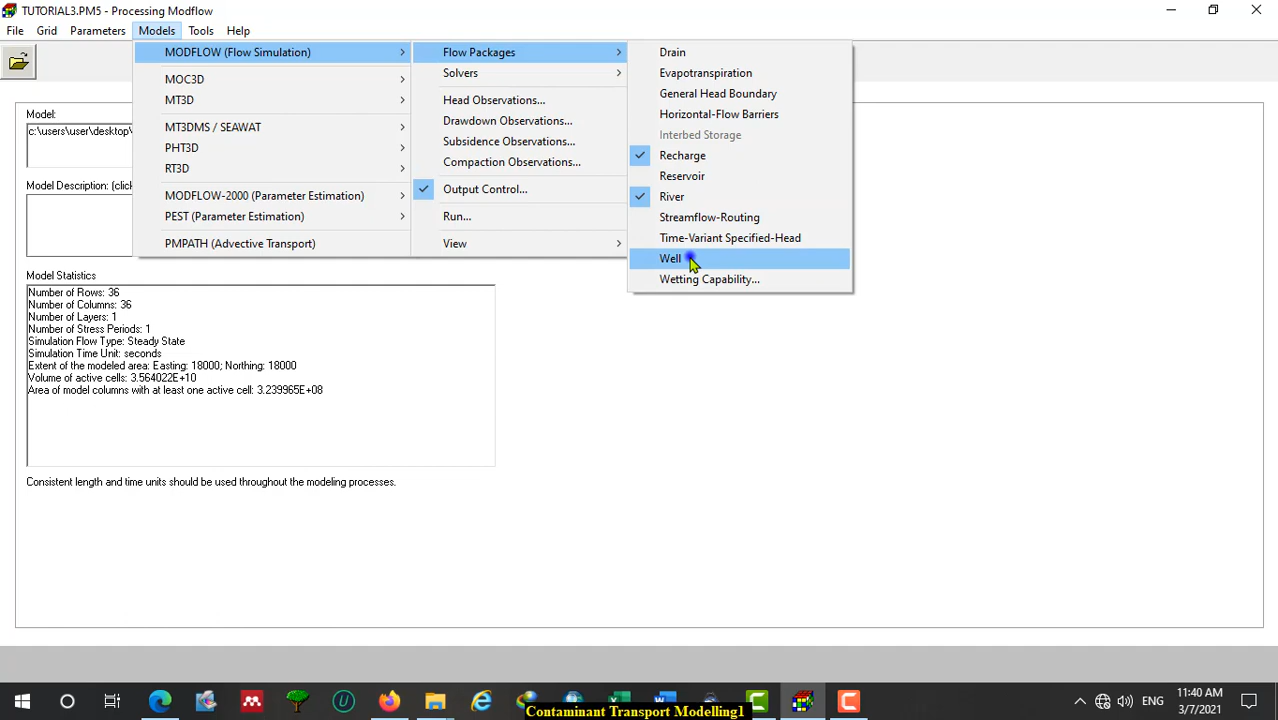 TUTORIAL3.PM5 - Processing Modflow
File Grid Parameters Models Tools Help
MODFLOW (Flow Simulation)
MOC3D
MT3D
MT3DMS / SEAWAT
PHT3D
RT3D
MODFLOW-2000 (Parameter Estimation)
PEST (Parameter Estimation)
PMPATH (Advective Transport)
Flow Packages
Solvers
Head Observations...
Drawdown Observations...
Subsidence Observations...
Compaction Observations...
Output Control...
Run...
View
Drain
Evapotranspiration
General Head Boundary
Horizontal-Flow Barriers
Interbed Storage
Recharge
Reservoir
River
Streamflow-Routing
Time-Variant Specified-Head
Well
Wetting Capability...
Model:
c:\users\user\desktop\
Model Description: (click
Model Statistics
Number of Rows: 36
Number of Columns: 36
Number of Layers: 1
Number of Stress Periods: 1
Simulation Flow Type: Steady State
Simulation Time Unit: seconds
Extent of the modeled area: Easting: 18000; Northing: 18000
Volume of active cells: 3.564022E+10
Area of model columns with at least one active cell: 3.239965E+08
Consistent length and time units should be used throughout the modeling processes.
ENG
11:40 AM
3/7/2021
Contaminant Transport Modelling1